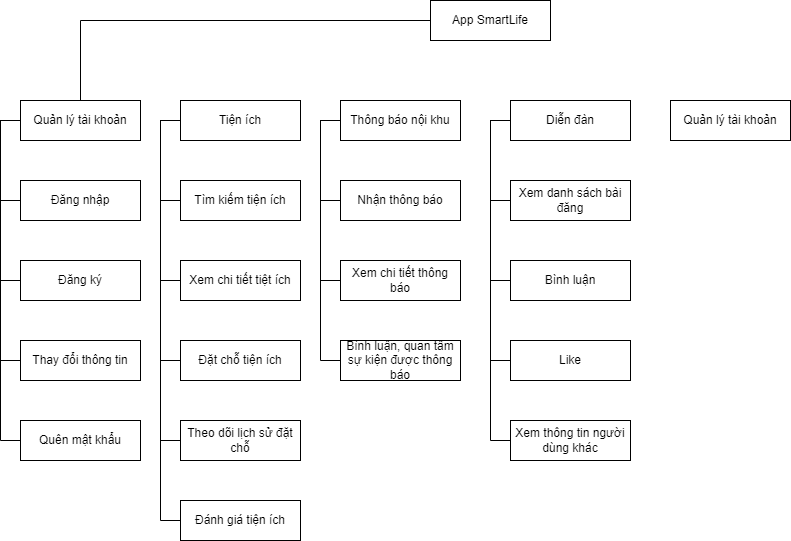 App SmartLife
Quản lý tài khoản
Tiện ích
Thông báo nội khu
Diễn đàn
Quản lý tài khoản
Đăng nhập
Tìm kiếm tiện ích
Nhận thông báo
Xem danh sách bài
đăng
Đăng ký
Xem chi tiết tiệt ích
Xem chi tiết thông
báo
Bình luận
Thay đổi thông tin
Đặt chỗ tiện ích
Bình luận, quan tâm
sự kiện được thông
báo
Like
Quên mật khẩu
Theo dõi lịch sử đặt
chỗ
Xem thông tin người
dùng khác
Đánh giá tiện ích